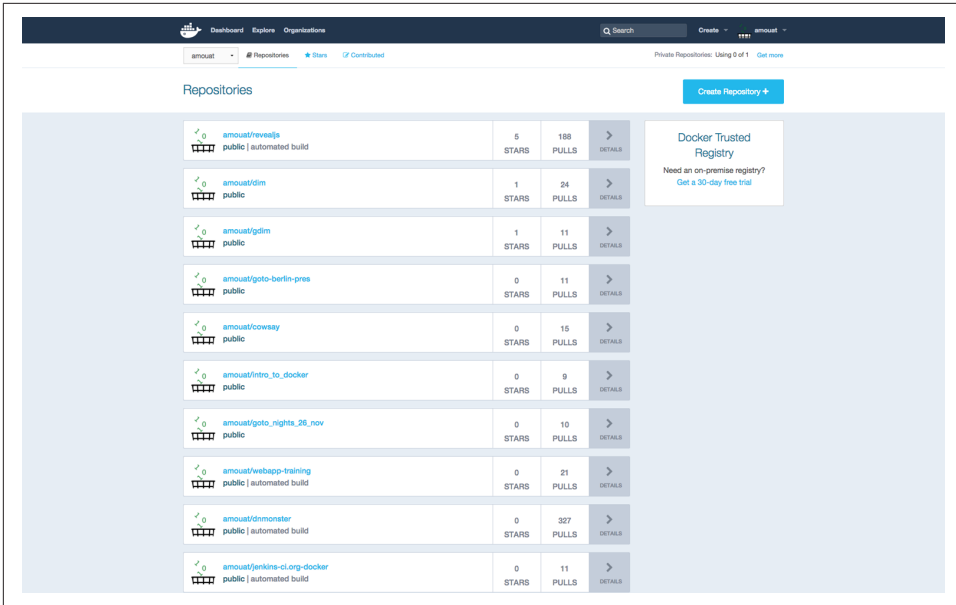 Dashboard Explore Organizations Search Create amouat
amouat Repositories Stars Contributed Private Repositories: Using 0 of 1 Get more
Repositories Create Repository +
amouat/revealjs
public | automated build
5 STARS
188 PULLS
DETAILS
Docker Trusted
Registry
Need an on-premise registry?
Get a 30-day free trial
amouat/dim
public
1 STARS
24 PULLS
DETAILS
amouat/gdim
public
1 STARS
11 PULLS
DETAILS
amouat/goto-berlin-pres
public
0 STARS
11 PULLS
DETAILS
amouat/cowsay
public
0 STARS
15 PULLS
DETAILS
amouat/intro_to_docker
public
0 STARS
9 PULLS
DETAILS
amouat/goto_nights_26_nov
public
0 STARS
10 PULLS
DETAILS
amouat/webapp-training
public | automated build
0 STARS
21 PULLS
DETAILS
amouat/dnmonster
public | automated build
0 STARS
327 PULLS
DETAILS
amouat/jenkins-ci.org-docker
public | automated build
0 STARS
11 PULLS
DETAILS